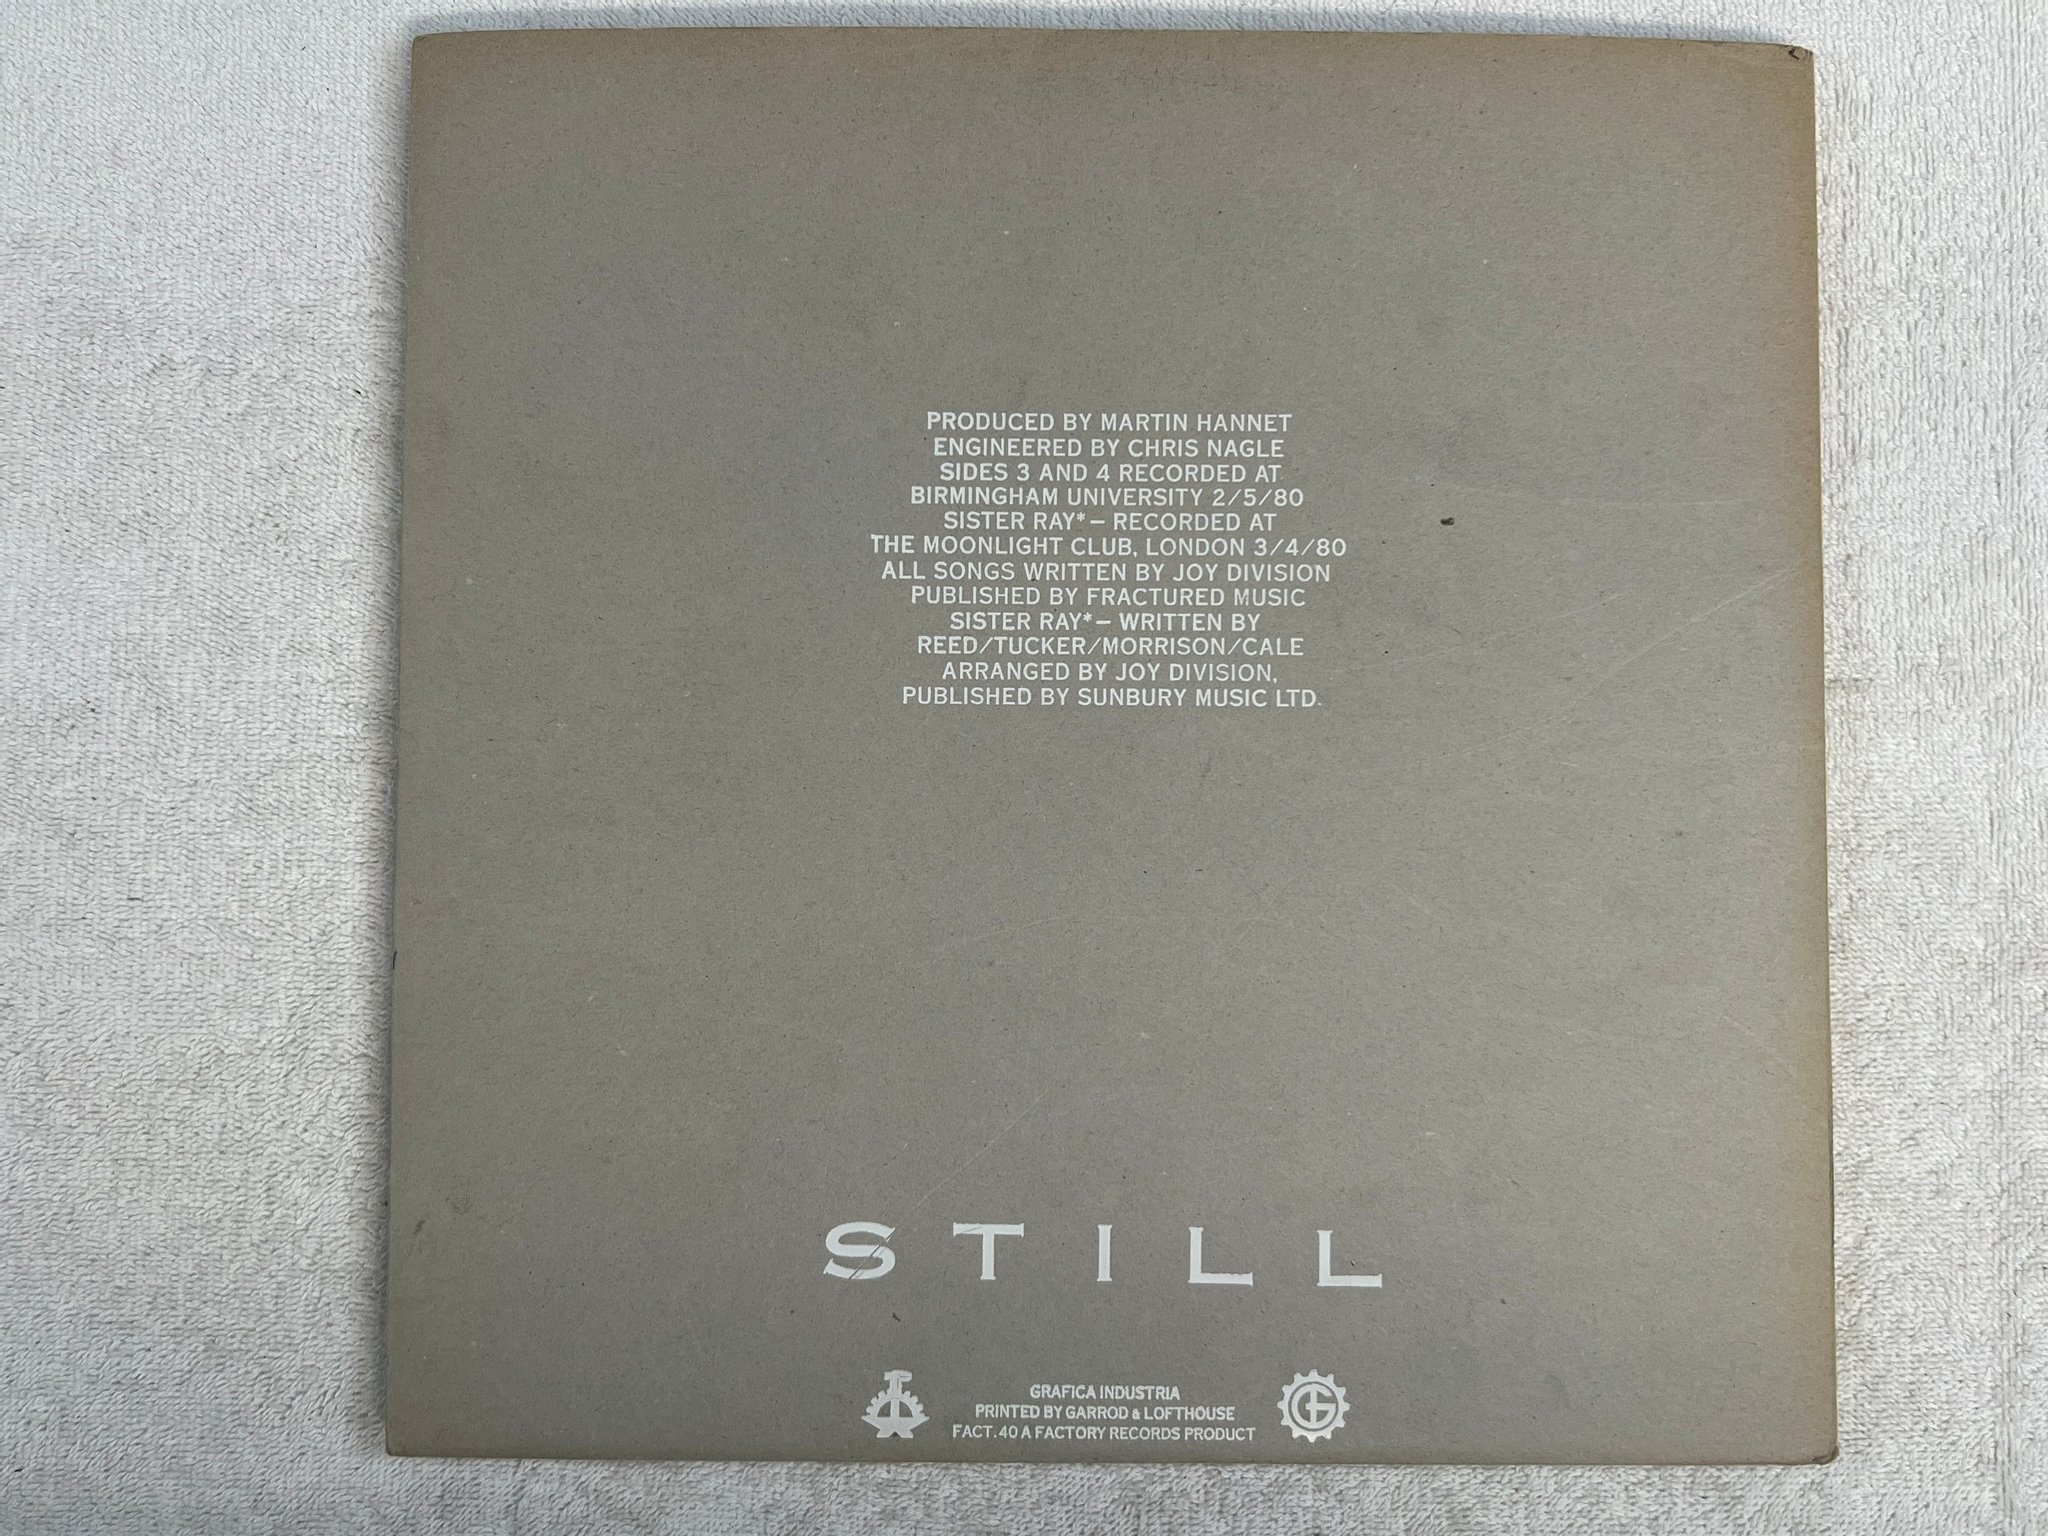 PRODUCED BY MARTIN HANNET
ENGINEERED BY CHRIS NAGLE
SIDES 3 AND 4 RECORDED AT
BIRMINGHAM UNIVERSITY 2/5/80
SISTER RAY* – RECORDED AT
THE MOONLIGHT CLUB, LONDON 3/4/80
ALL SONGS WRITTEN BY JOY DIVISION
PUBLISHED BY FRACTURED MUSIC
SISTER RAY* – WRITTEN BY
REED/TUCKER/MORRISON/CALE
ARRANGED BY JOY DIVISION,
PUBLISHED BY SUNBURY MUSIC LTD.
STILL
GRAFICA INDUSTRIA
PRINTED BY GARROD & LOFTHOUSE
FACT. 40 A FACTORY RECORDS PRODUCT